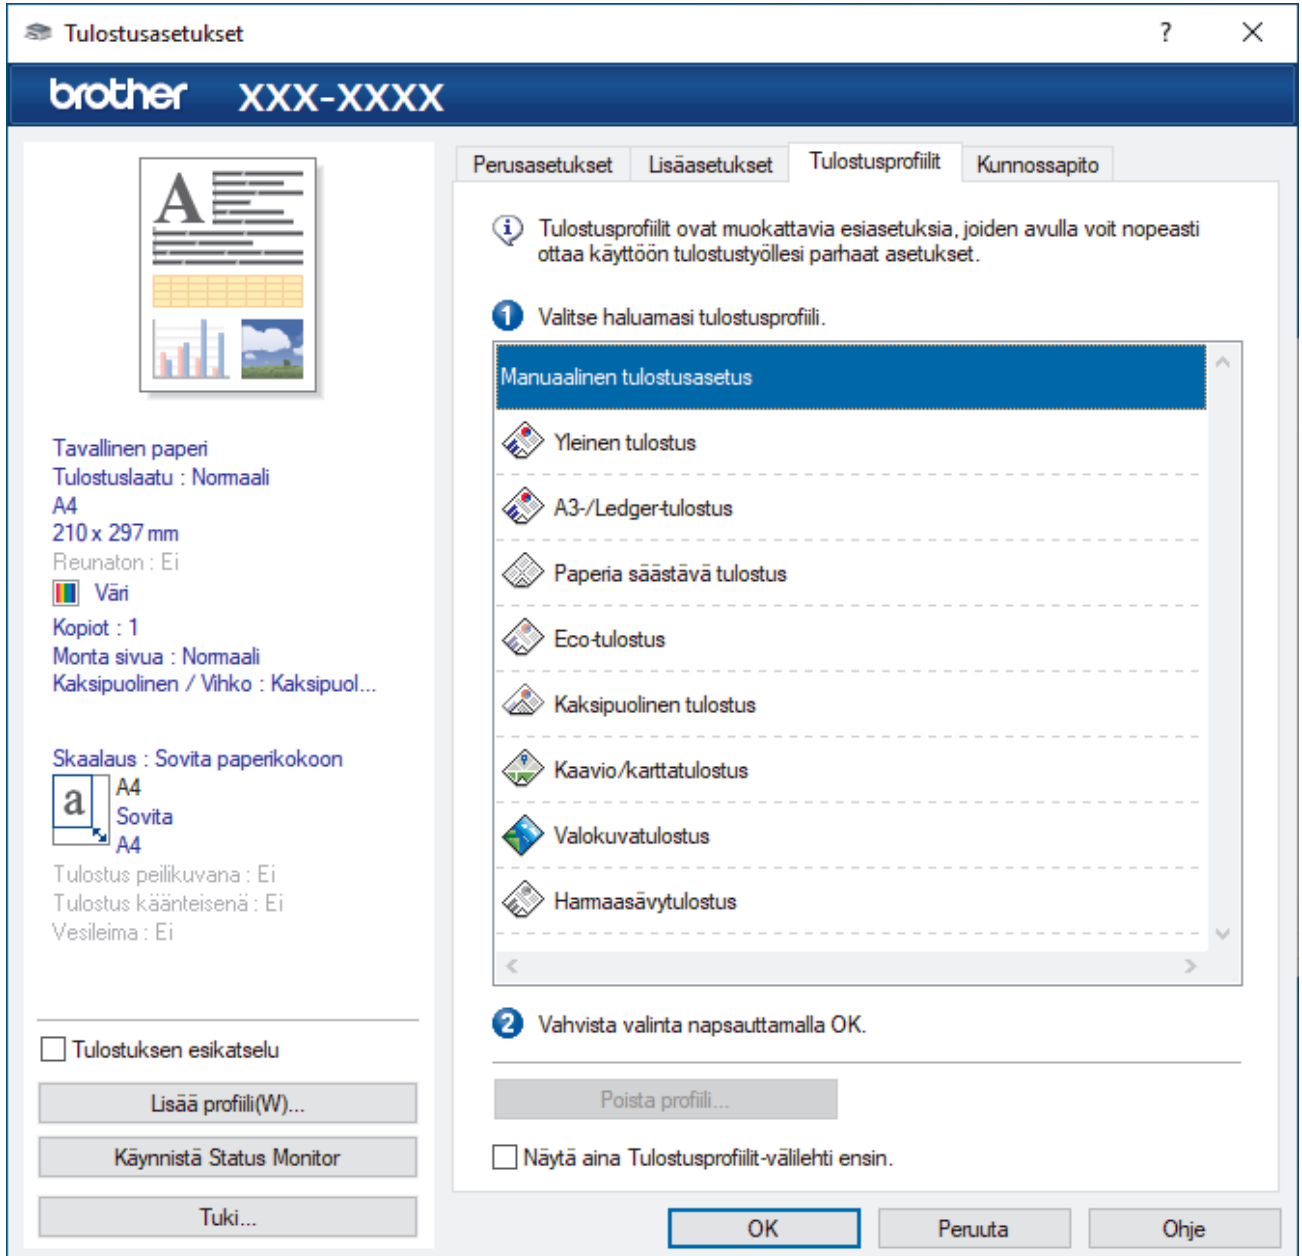 Tulostusasetukset
brother XXX-XXXX
Tavallinen paperi
Tulostuslaatu : Normaali
A4
210 x 297 mm
Reunaton : Ei
Väri
Kopiot : 1
Monta sivua : Normaali
Kaksipuolinen / Vihko : Kaksipuol...
Skaalaus : Sovita paperikokoon
a
A4
Sovita
A4
Tulostus peilikuvana : Ei
Tulostus käänteisenä : Ei
Vesileima : Ei
Tulostuksen esikatselu
Lisää profiili(W)...
Käynnistä Status Monitor
Tuki...
Perusasetukset Lisäasetukset Tulostusprofiilit Kunnossapito
Tulostusprofiilit ovat muokattavia esiasetuksia, joiden avulla voit nopeasti
ottaa käyttöön tulostustyöllesi parhaat asetukset.
1 Valitse haluamasi tulostusprofiili.
Manuaalinen tulostusasetus
Yleinen tulostus
A3-/Ledger-tulostus
Paperia säästävä tulostus
Eco-tulostus
Kaksipuolinen tulostus
Kaavio/karttatulostus
Valokuvatulostus
Harmaasävytulostus
2 Vahvista valinta napsauttamalla OK.
Poista profiili...
Näytä aina Tulostusprofiilit-välilehti ensin.
OK Peruuta Ohje